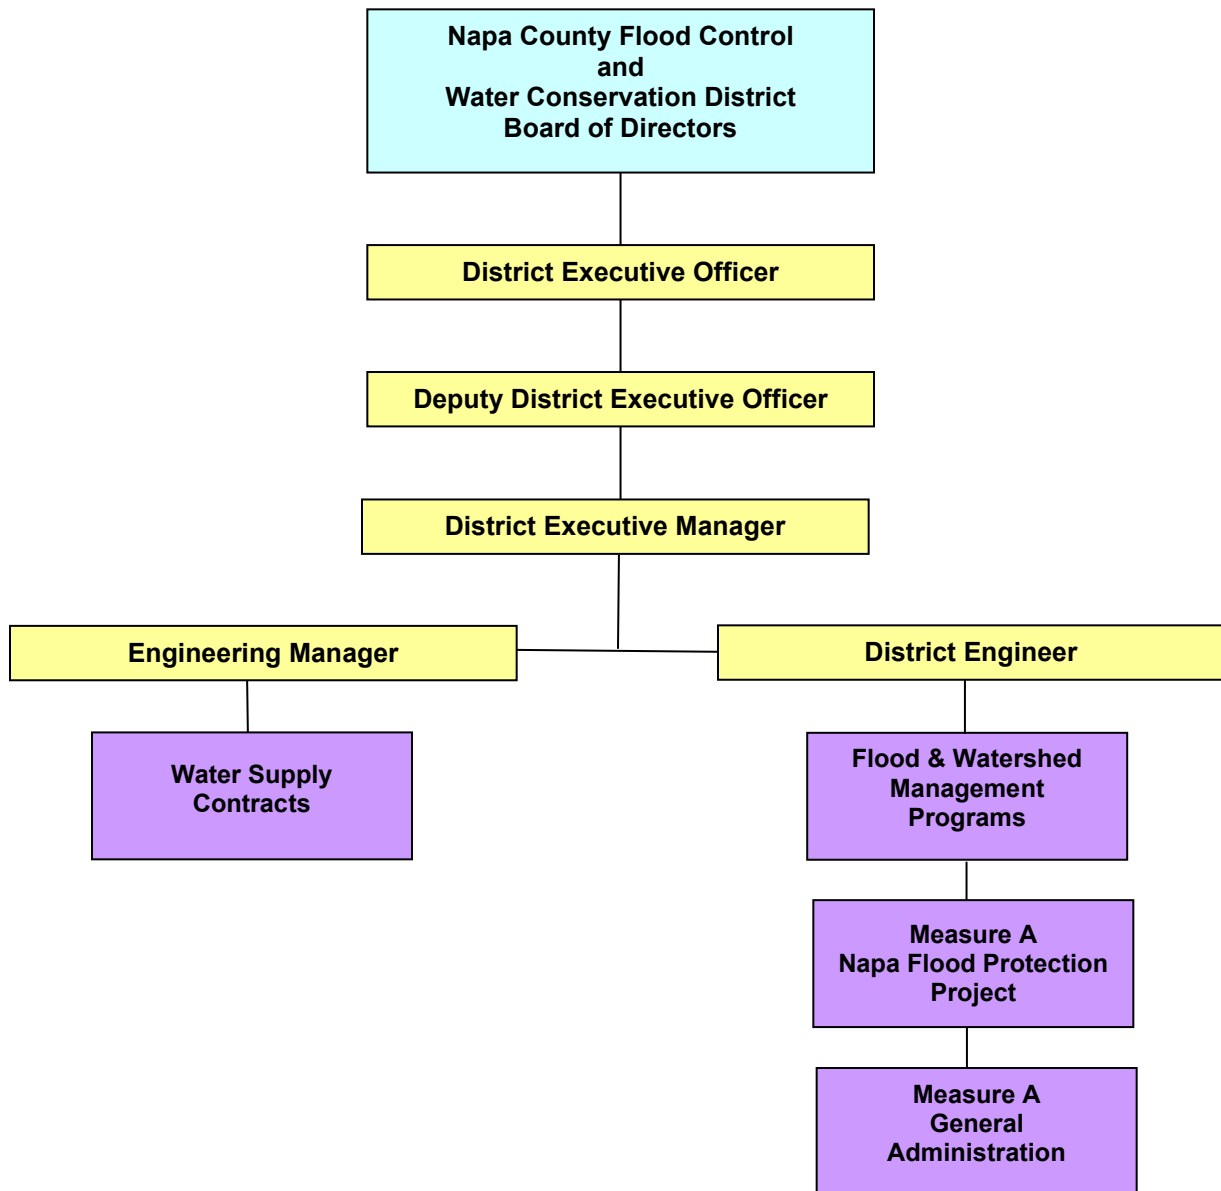 Napa County Flood Control
and
Water Conservation District
Board of Directors
District Executive Officer
Deputy District Executive Officer
District Executive Manager
Engineering Manager
District Engineer
Water Supply
Contracts
Flood & Watershed
Management
Programs
Measure A
Napa Flood Protection
Project
Measure A
General
Administration